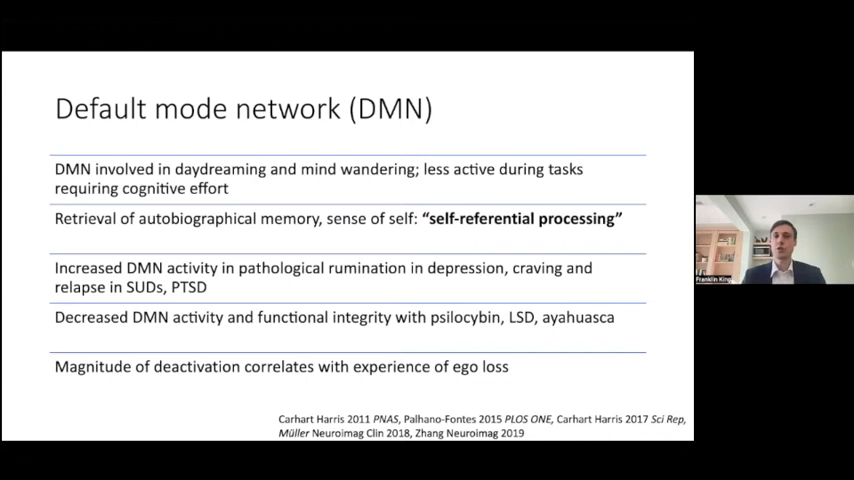 Default mode network (DMN)
DMN involved in daydreaming and mind wandering; less active during tasks
requiring cognitive effort
Retrieval of autobiographical memory, sense of self: “self-referential processing”
Increased DMN activity in pathological rumination in depression, craving and
relapse in SUDs, PTSD
Decreased DMN activity and functional integrity with psilocybin, LSD, ayahuasca
Magnitude of deactivation correlates with experience of ego loss
Carhart Harris 2011 PNAS, Palhano-Fontes 2015 PLOS ONE, Carhart Harris 2017 Sci Rep,
Müller Neuroimag Clin 2018, Zhang Neuroimag 2019
Franklin King